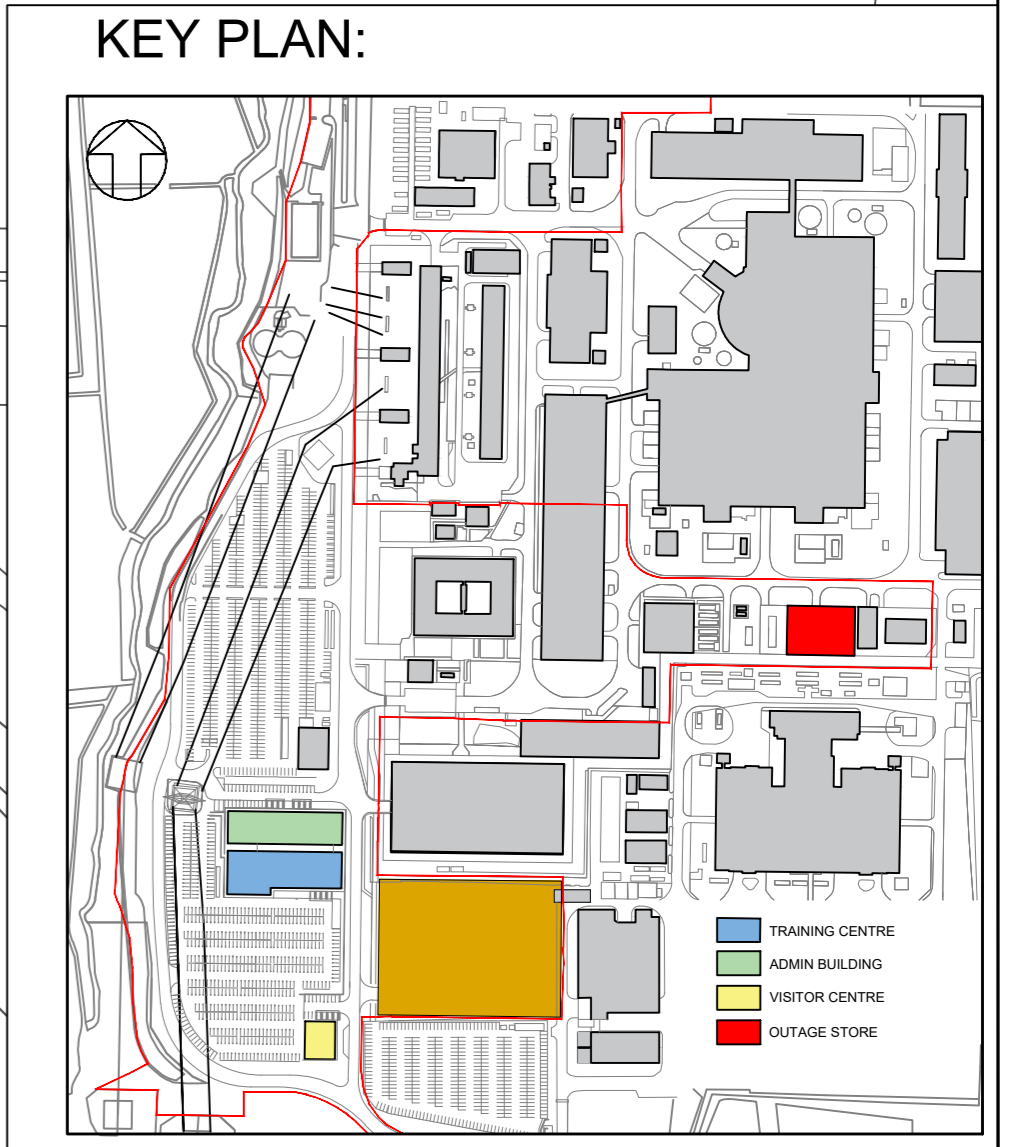 KEY PLAN:
TRAINING CENTRE
ADMIN BUILDING
VISITOR CENTRE
OUTAGE STORE